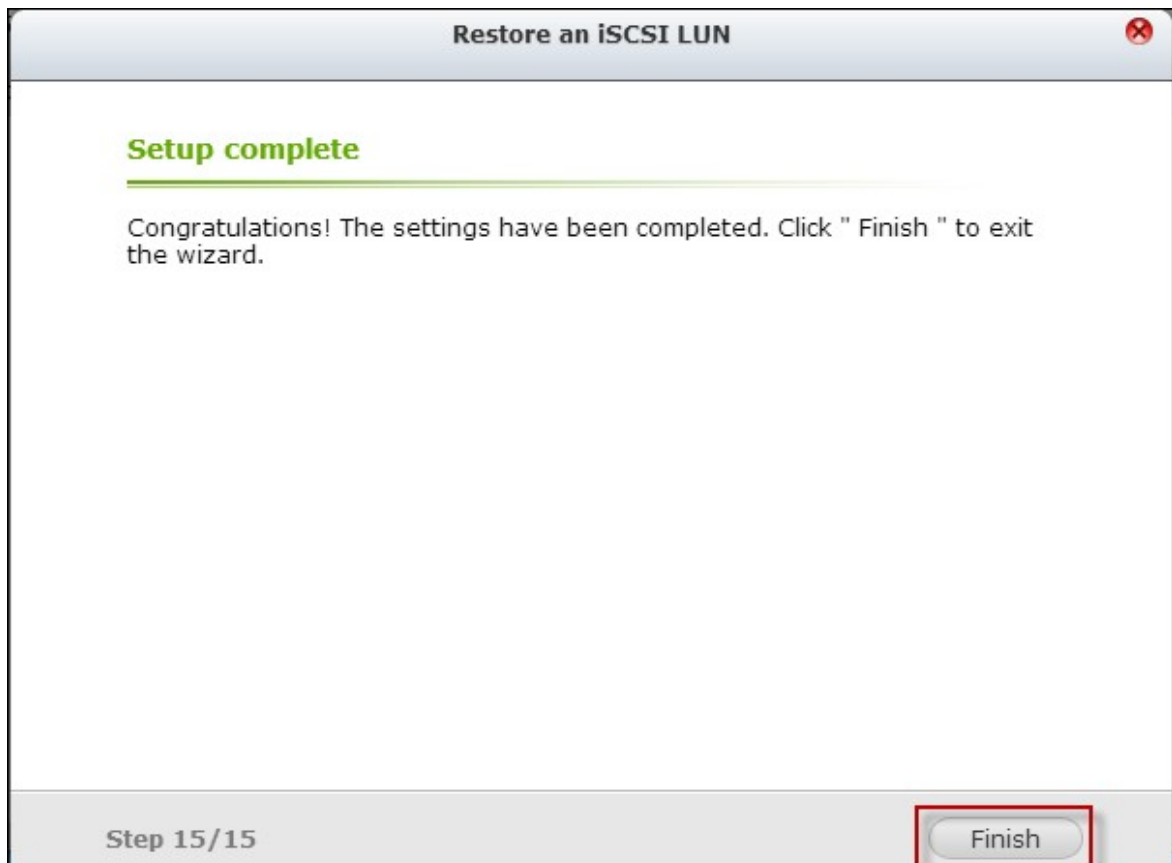 Restore an iSCSI LUN
Setup complete
Congratulations! The settings have been completed. Click " Finish " to exit
the wizard.
Step 15/15
Finish